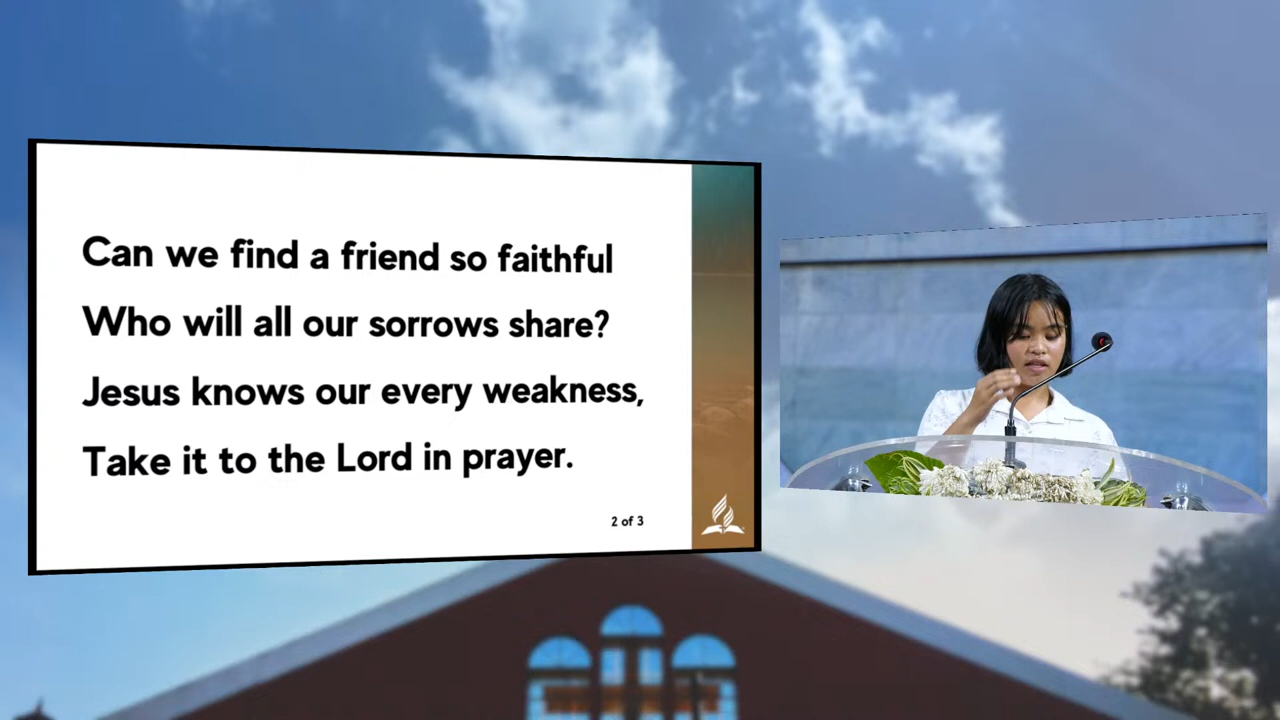 Can we find a friend so faithful
Who will all our sorrows share?
Jesus knows our every weakness,
Take it to the Lord in prayer.
2 of 3